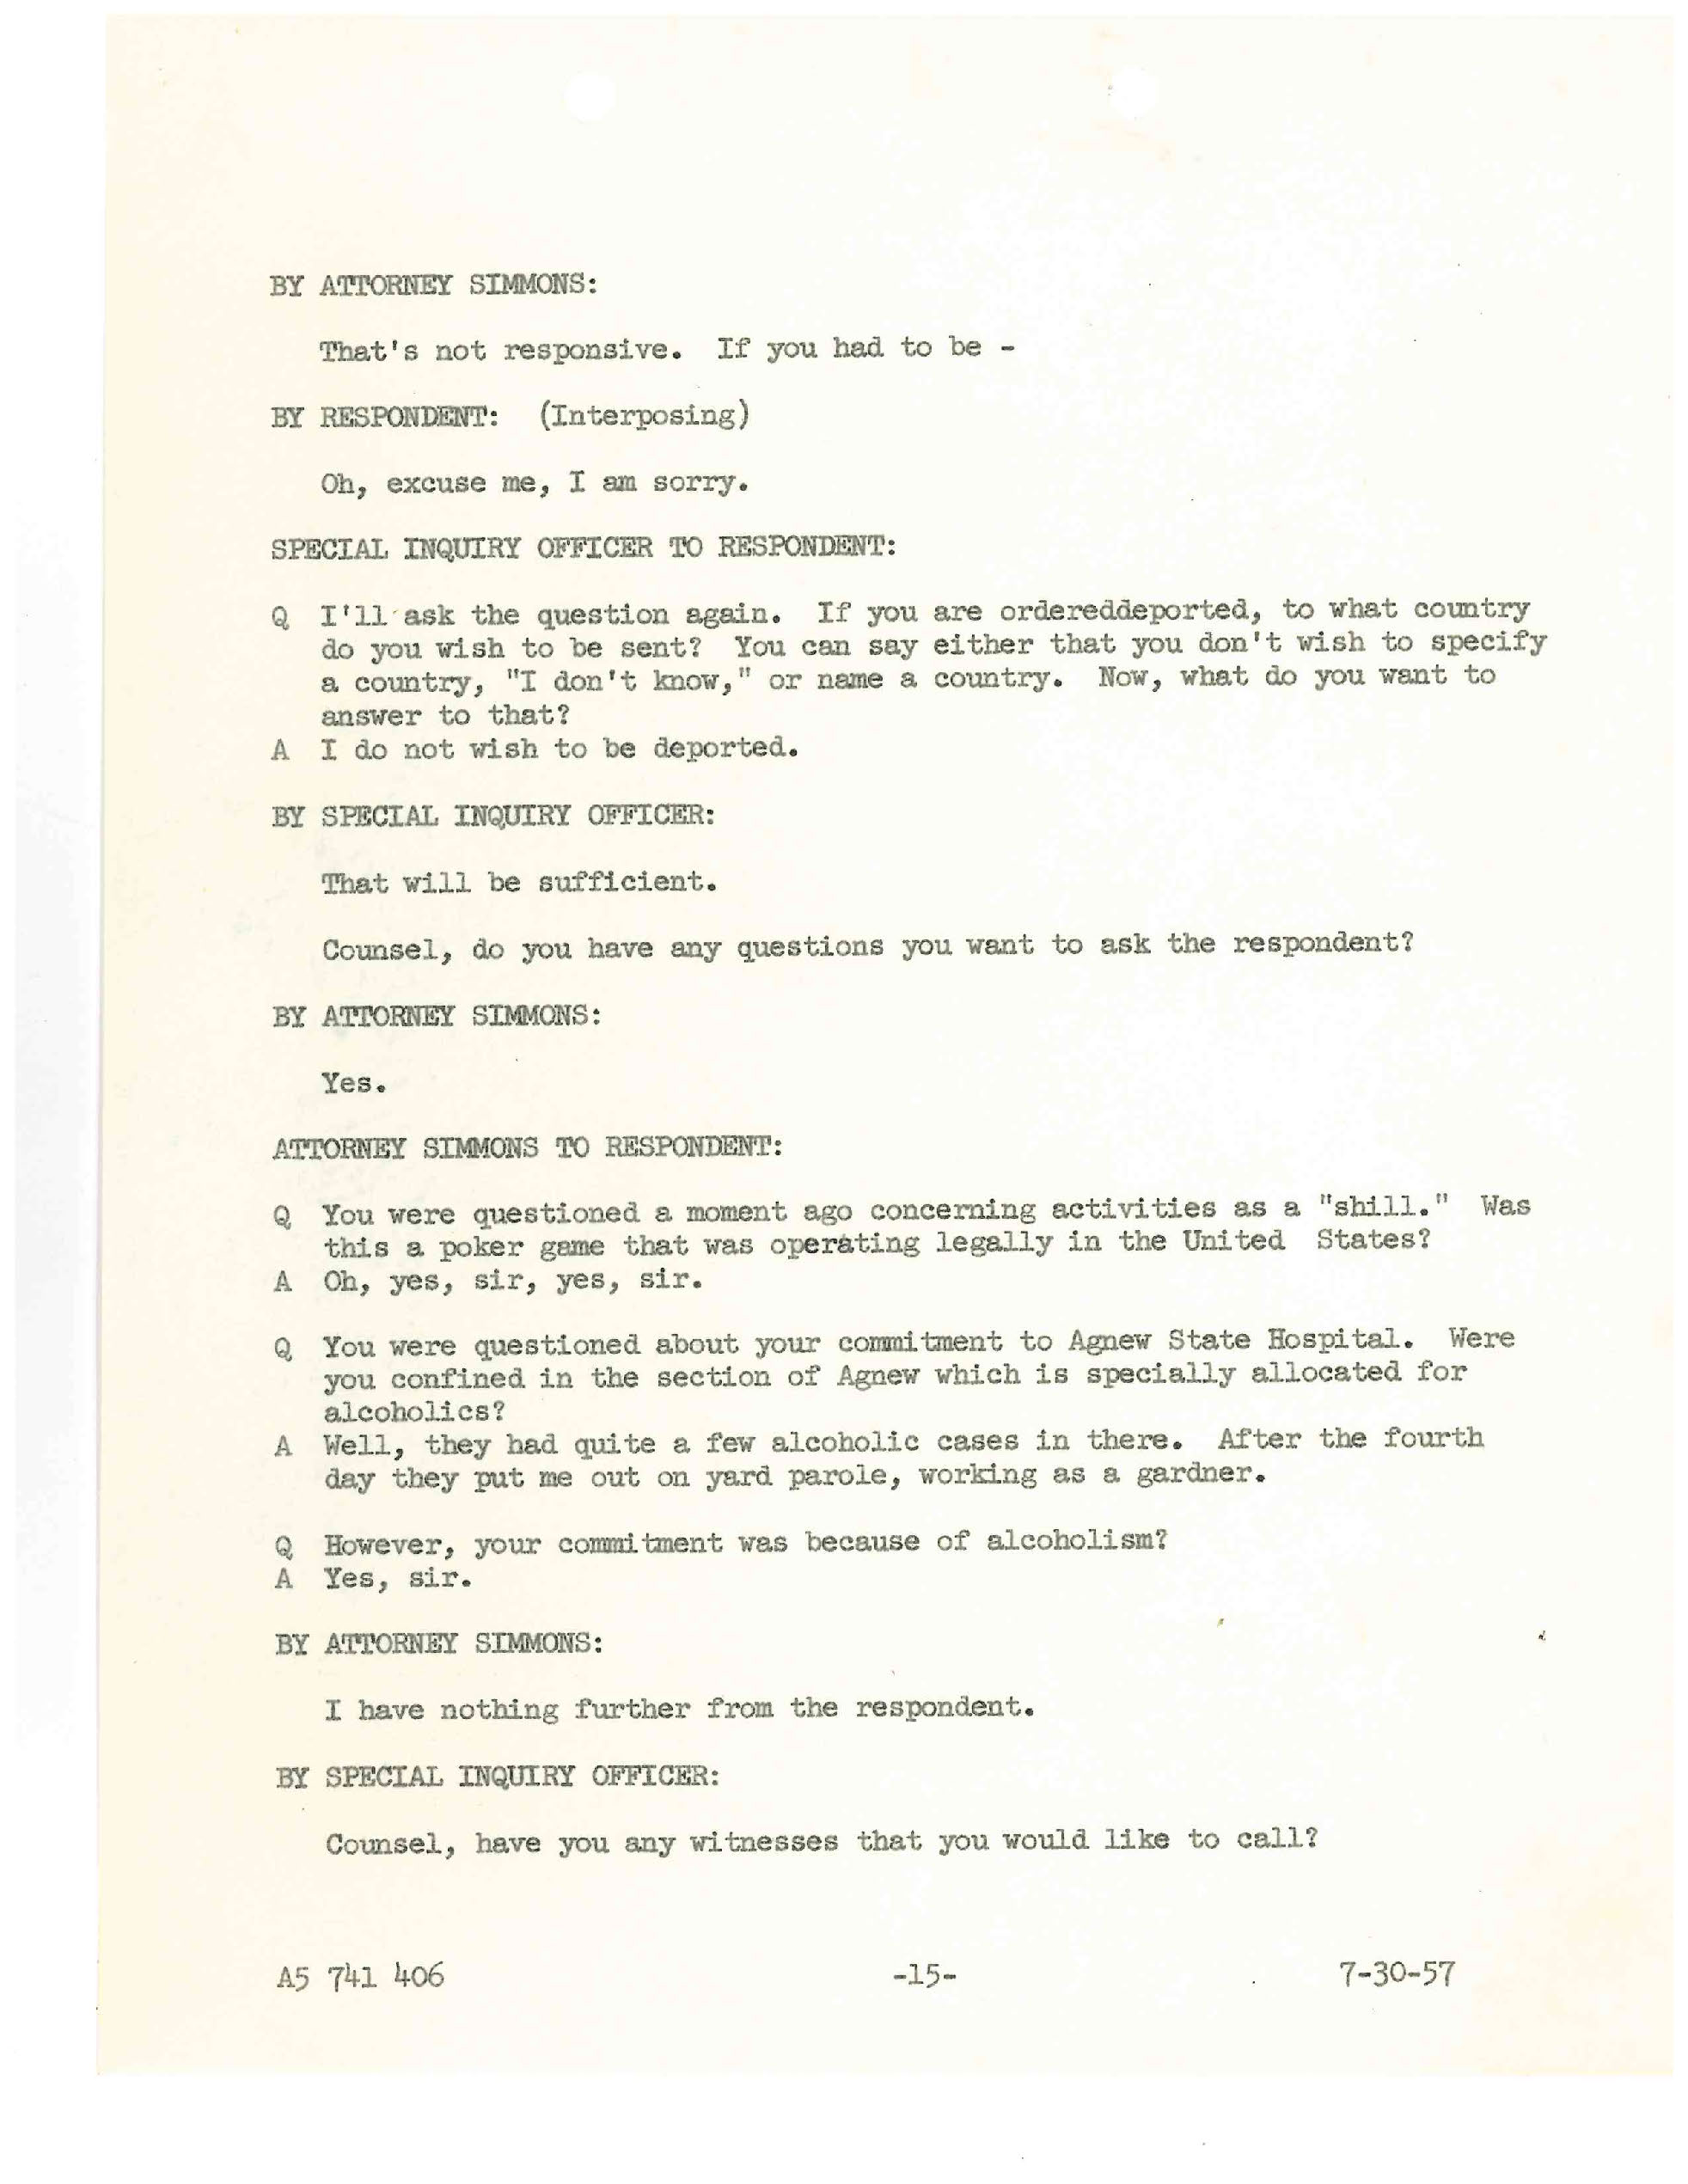 BY ATTORNEY SIMMONS:
That's not responsive. If you had to be -
BY RESPONDENT: (Interposing)
Oh, excuse me, I am sorry.
SPECIAL INQUIRY OFFICER TO RESPONDENT:
Q I'll ask the question again. If you are ordereddeported, to what country
do you wish to be sent? You can say either that you don't wish to specify
a country, "I don't know," or name a country. Now, what do you want to
answer to that?
A I do not wish to be deported.
BY SPECIAL INQUIRY OFFICER:
That will be sufficient.
Counsel, do you have any questions you want to ask the respondent?
BY ATTORNEY SIMMONS:
Yes.
ATTORNEY SIMMONS TO RESPONDENT:
Q You were questioned a moment ago concerning activities as a "shill." Was
this a poker game that was operating legally in the United States?
A Oh, yes, sir, yes, sir.
Q You were questioned about your commitment to Agnew State Hospital. Were
you confined in the section of Agnew which is specially allocated for
alcoholics?
A Well, they had quite a few alcoholic cases in there. After the fourth
day they put me out on yard parole, working as a gardner.
Q However, your commitment was because of alcoholism?
A Yes, sir.
BY ATTORNEY SIMMONS:
I have nothing further from the respondent.
BY SPECIAL INQUIRY OFFICER:
Counsel, have you any witnesses that you would like to call?
A5 741 406 -15- 7-30-57